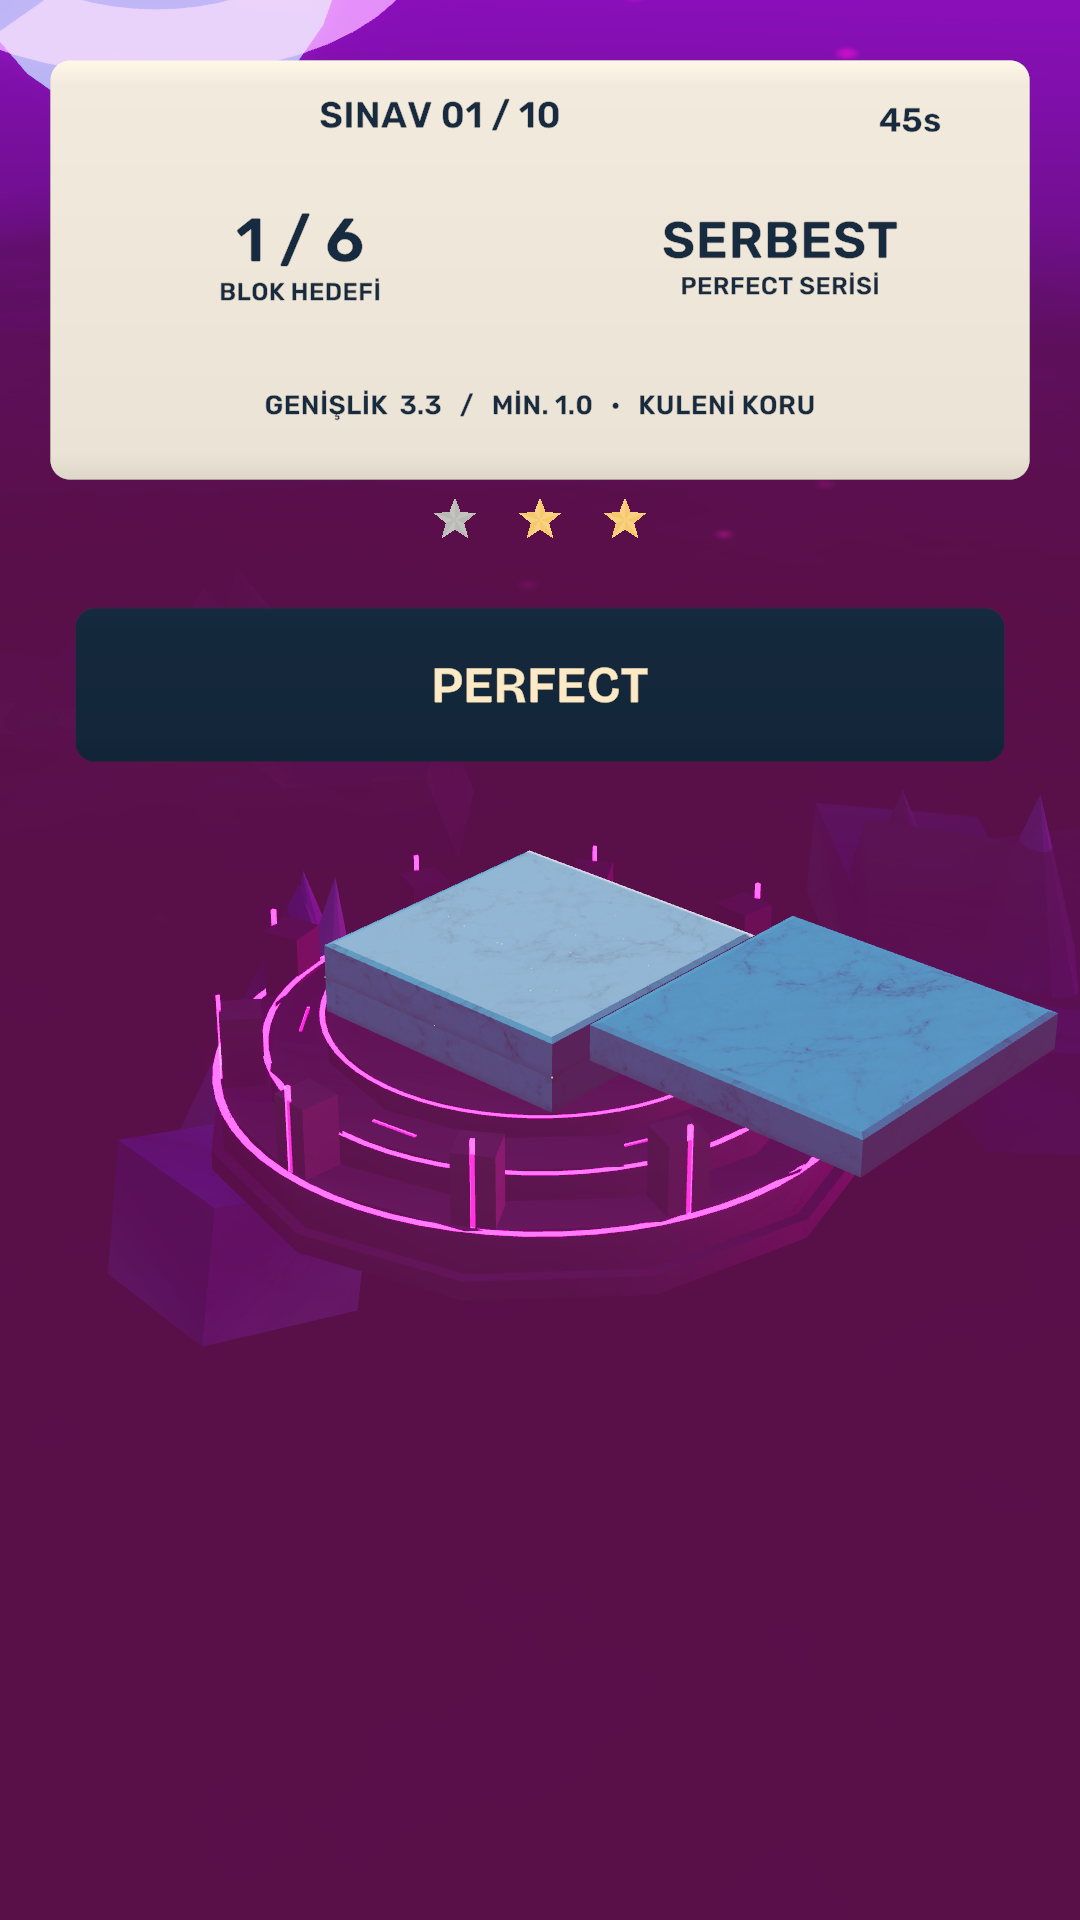 SINAV 01 / 10
45s
1 / 6
BLOK HEDEFİ
SERBEST
PERFECT SERİSİ
GENİŞLİK 3.3 / MİN. 1.0 · KULENİ KORU
PERFECT